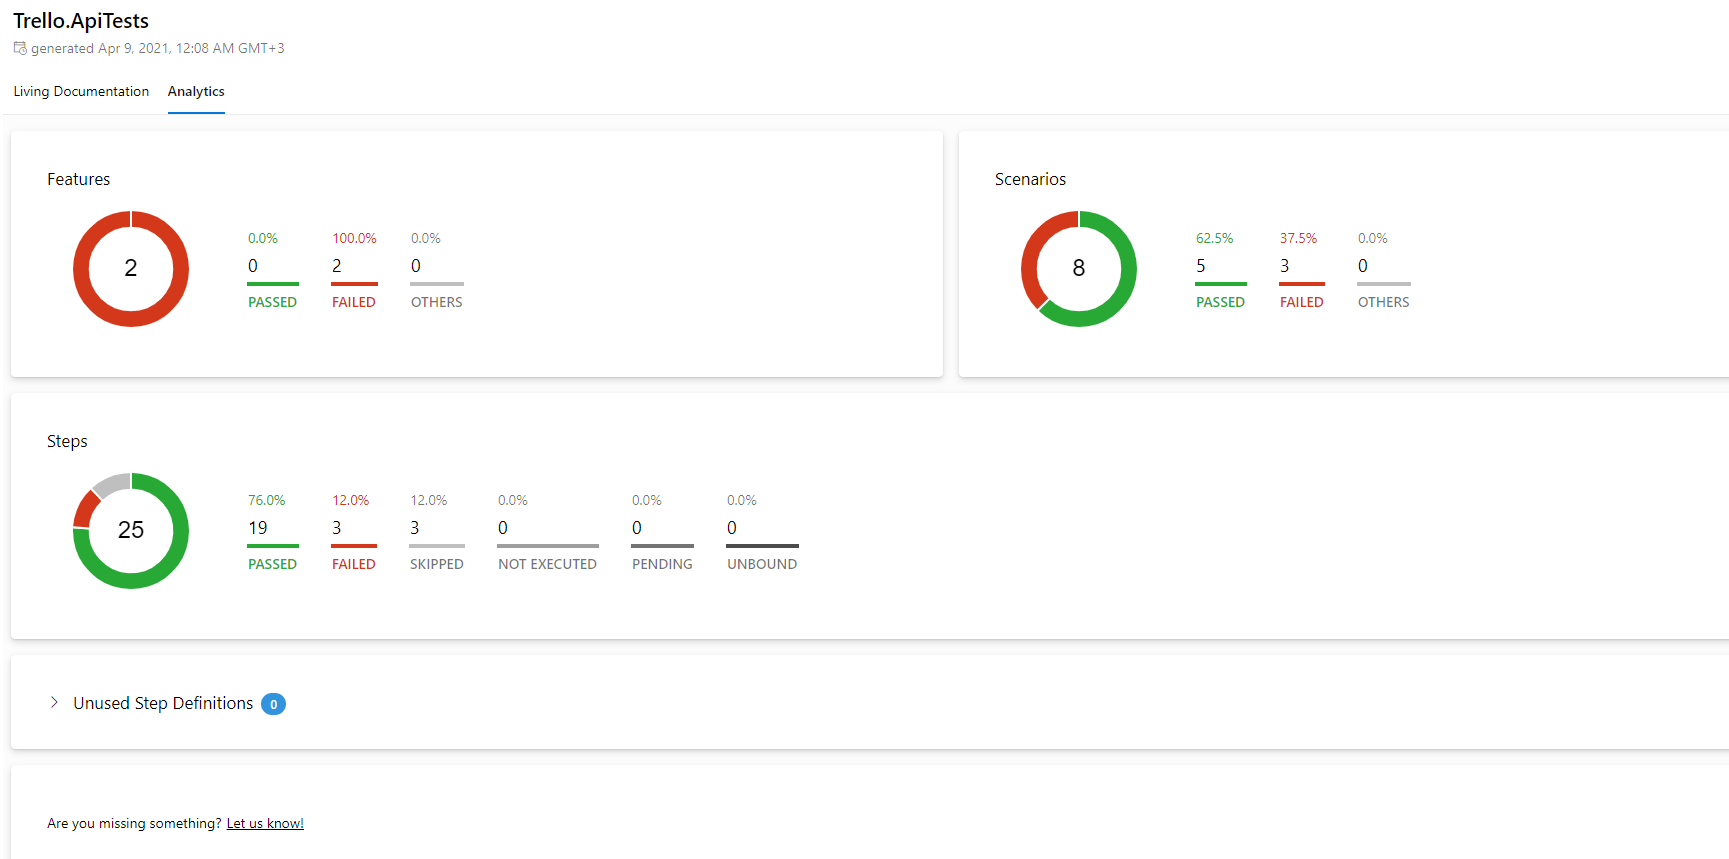 Trello.ApiTests
generated Apr 9, 2021, 12:08 AM GMT+3
Living Documentation Analytics
Features
2
0.0% 100.0% 0.0%
0 2 0
PASSED FAILED OTHERS
Scenarios
8
62.5% 37.5% 0.0%
5 3 0
PASSED FAILED OTHERS
Steps
25
76.0% 12.0% 12.0% 0.0% 0.0% 0.0%
19 3 3 0 0 0
PASSED FAILED SKIPPED NOT EXECUTED PENDING UNBOUND
Unused Step Definitions 0
Are you missing something? Let us know!